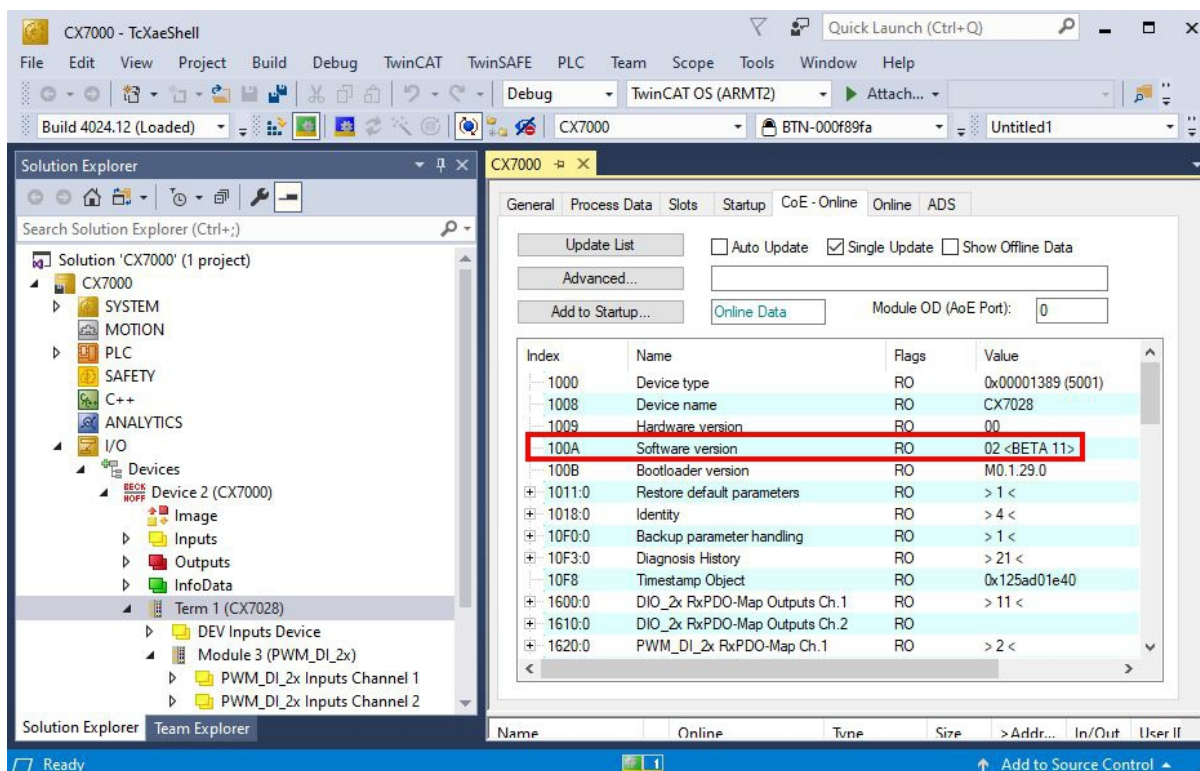 CX7000 - TcXaeShell
Quick Launch (Ctrl+Q)
File Edit View Project Build Debug TwinCAT TwinSAFE PLC Team Scope Tools Window Help
Debug TwinCAT OS (ARMT2) Attach...
Build 4024.12 (Loaded) CX7000 BTN-000f89fa Untitled1
Solution Explorer
Search Solution Explorer (Ctrl+;)
Solution 'CX7000' (1 project)
CX7000
SYSTEM
MOTION
PLC
SAFETY
C++
ANALYTICS
I/O
Devices
BECK
HOFF
Device 2 (CX7000)
Image
Inputs
Outputs
InfoData
Term 1 (CX7028)
DEV Inputs Device
Module 3 (PWM_DI_2x)
PWM_DI_2x Inputs Channel 1
PWM_DI_2x Inputs Channel 2
Solution Explorer Team Explorer
CX7000
General Process Data Slots Startup CoE - Online Online ADS
Update List Auto Update Single Update Show Offline Data
Advanced...
Add to Startup... Online Data Module OD (AoE Port): 0
Index Name Flags Value
1000 Device type RO 0x00001389 (5001)
1008 Device name RO CX7028
1009 Hardware version RO 00
100A Software version RO 02 <BETA 11>
100B Bootloader version RO M0.1.29.0
1011:0 Restore default parameters RO > 1 <
1018:0 Identity RO > 4 <
10F0:0 Backup parameter handling RO > 1 <
10F3:0 Diagnosis History RO > 21 <
10F8 Timestamp Object RO 0x125ad01e40
1600:0 DIO_2x RxPDO-Map Outputs Ch.1 RO > 11 <
1610:0 DIO_2x RxPDO-Map Outputs Ch.2 RO
1620:0 PWM_DI_2x RxPDO-Map Ch.1 RO > 2 <
Name Online Type Size >Addr... In/Out User II
Ready 1 Add to Source Control